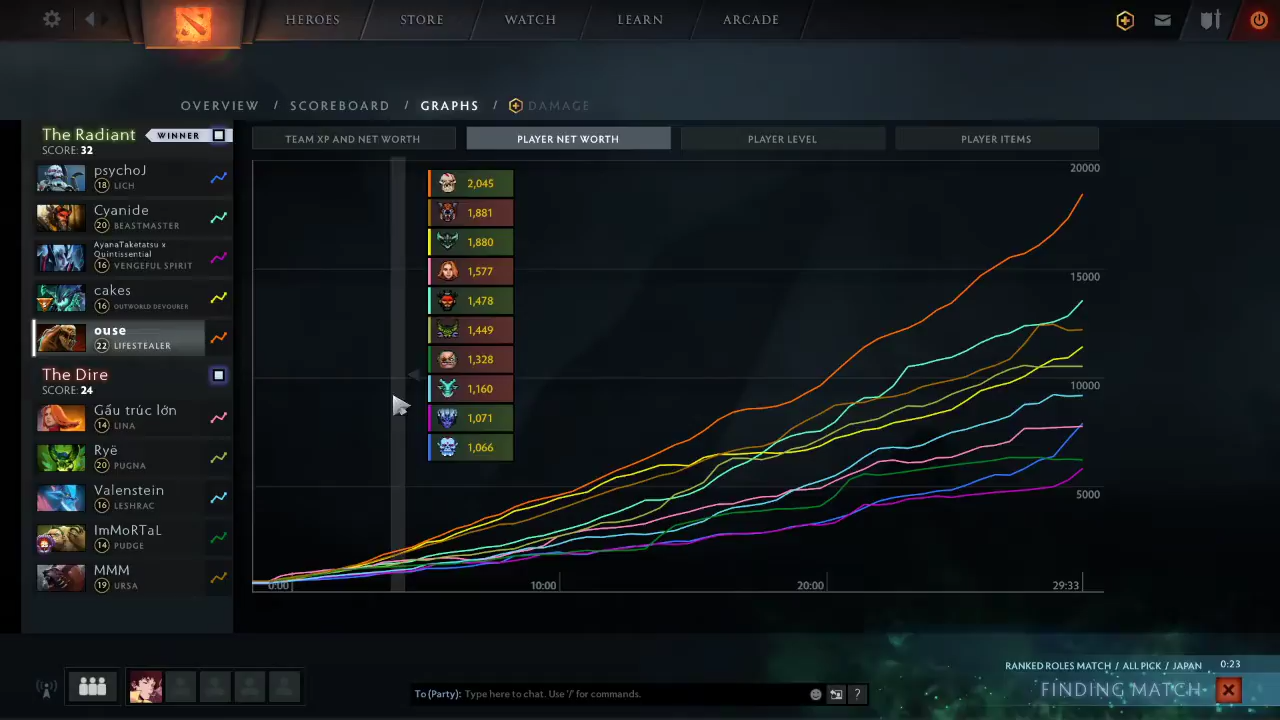 HEROES
STORE
WATCH
LEARN
ARCADE
OVERVIEW / SCOREBOARD / GRAPHS / DAMAGE
The Radiant
WINNER
SCORE: 32
psychoJ
18 LICH
Cyanide
20 BEASTMASTER
AyanaTaketatsu x
Quintissential
16 VENGEFUL SPIRIT
cakes
16 OUTWORLD DEVOURER
ouse
22 LIFESTEALER
The Dire
SCORE: 24
Gấu trúc lớn
14 LINA
Ryë
20 PUGNA
Valenstein
16 LESHRAC
ImMoRTaL
14 PUDGE
MMM
19 URSA
TEAM XP AND NET WORTH
PLAYER NET WORTH
PLAYER LEVEL
PLAYER ITEMS
2,045
1,881
1,880
1,577
1,478
1,449
1,328
1,160
1,071
1,066
20000
15000
10000
5000
0:00
10:00
20:00
29:33
To (Party): Type here to chat. Use '/' for commands.
?
RANKED ROLES MATCH / ALL PICK / JAPAN
0:23
FINDING MATCH